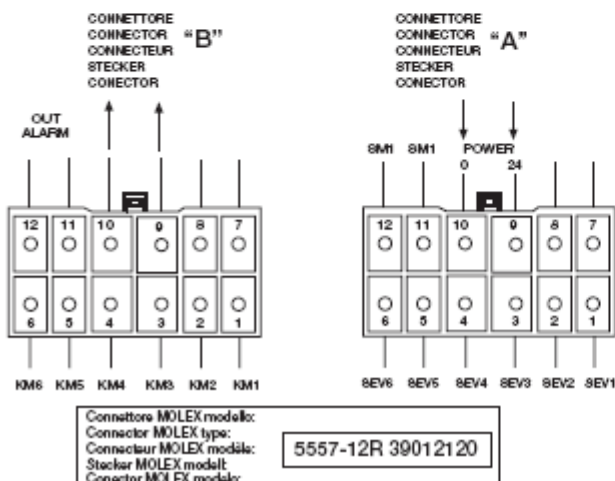 CONNETTORE
CONNECTOR
CONNECTEUR
STECKER
CONECTOR
"B"
OUT
ALARM
12 11 10 9 8 7
6 5 4 3 2 1
KM6 KM5 KM4 KM3 KM2 KM1
CONNETTORE
CONNECTOR
CONNECTEUR
STECKER
CONECTOR
"A"
SM1 SM1 POWER
0 24
12 11 10 9 8 7
6 5 4 3 2 1
SEV6 SEV5 SEV4 SEV3 SEV2 SEV1
Connettore MOLEX modello:
Connector MOLEX type:
Connecteur MOLEX modèle:
Stecker MOLEX modell:
Conector MOLEX modelo:
5557-12R 39012120